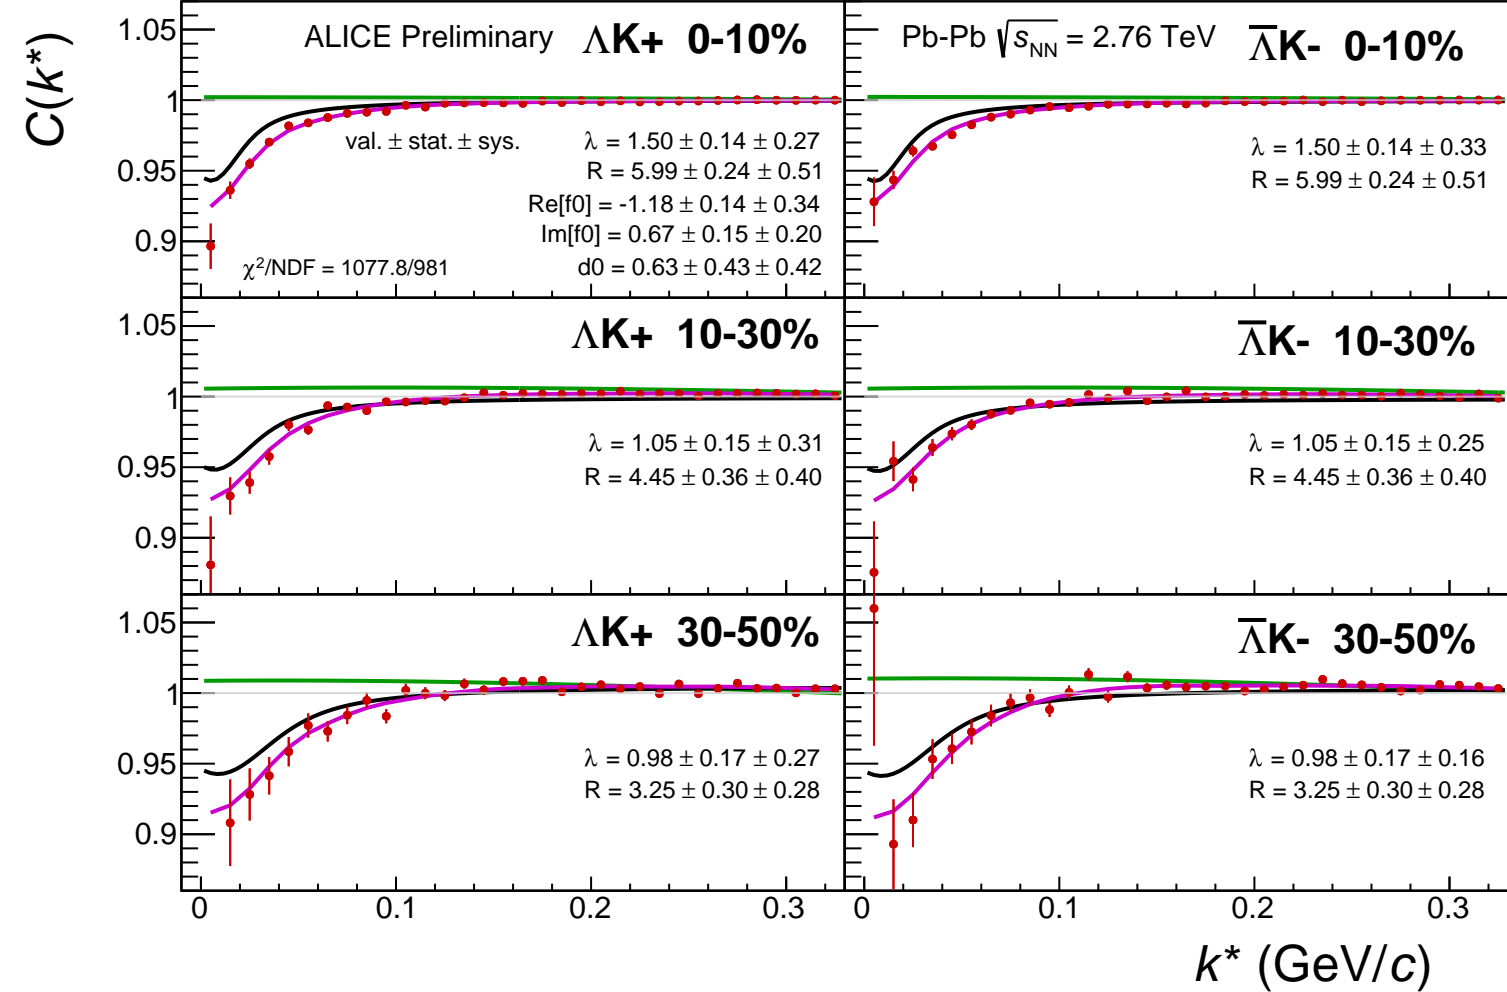 C(k*)
ALICE Preliminary ΛK+ 0-10%
val. ± stat. ± sys.
λ = 1.50 ± 0.14 ± 0.27
R = 5.99 ± 0.24 ± 0.51
Re[f0] = -1.18 ± 0.14 ± 0.34
Im[f0] = 0.67 ± 0.15 ± 0.20
χ²/NDF = 1077.8/981
d0 = 0.63 ± 0.43 ± 0.42
1.05
1
0.95
0.9
Pb-Pb √sNN = 2.76 TeV Λ̅K- 0-10%
λ = 1.50 ± 0.14 ± 0.33
R = 5.99 ± 0.24 ± 0.51
ΛK+ 10-30%
λ = 1.05 ± 0.15 ± 0.31
R = 4.45 ± 0.36 ± 0.40
1.05
1
0.95
0.9
Λ̅K- 10-30%
λ = 1.05 ± 0.15 ± 0.25
R = 4.45 ± 0.36 ± 0.40
ΛK+ 30-50%
λ = 0.98 ± 0.17 ± 0.27
R = 3.25 ± 0.30 ± 0.28
1.05
1
0.95
0.9
Λ̅K- 30-50%
λ = 0.98 ± 0.17 ± 0.16
R = 3.25 ± 0.30 ± 0.28
0 0.1 0.2 0.3
0 0.1 0.2 0.3
k* (GeV/c)